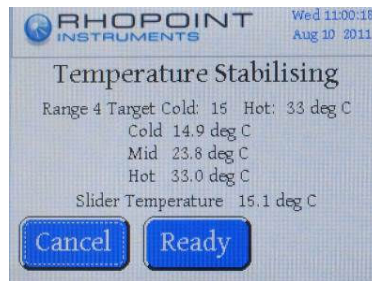 RHOPOINT
INSTRUMENTS
Wed 11:00:18
Aug 10 2011
Temperature Stabilising
Range 4 Target Cold: 15 Hot: 33 deg C
Cold 14.9 deg C
Mid 23.8 deg C
Hot 33.0 deg C
Slider Temperature 15.1 deg C
Cancel Ready